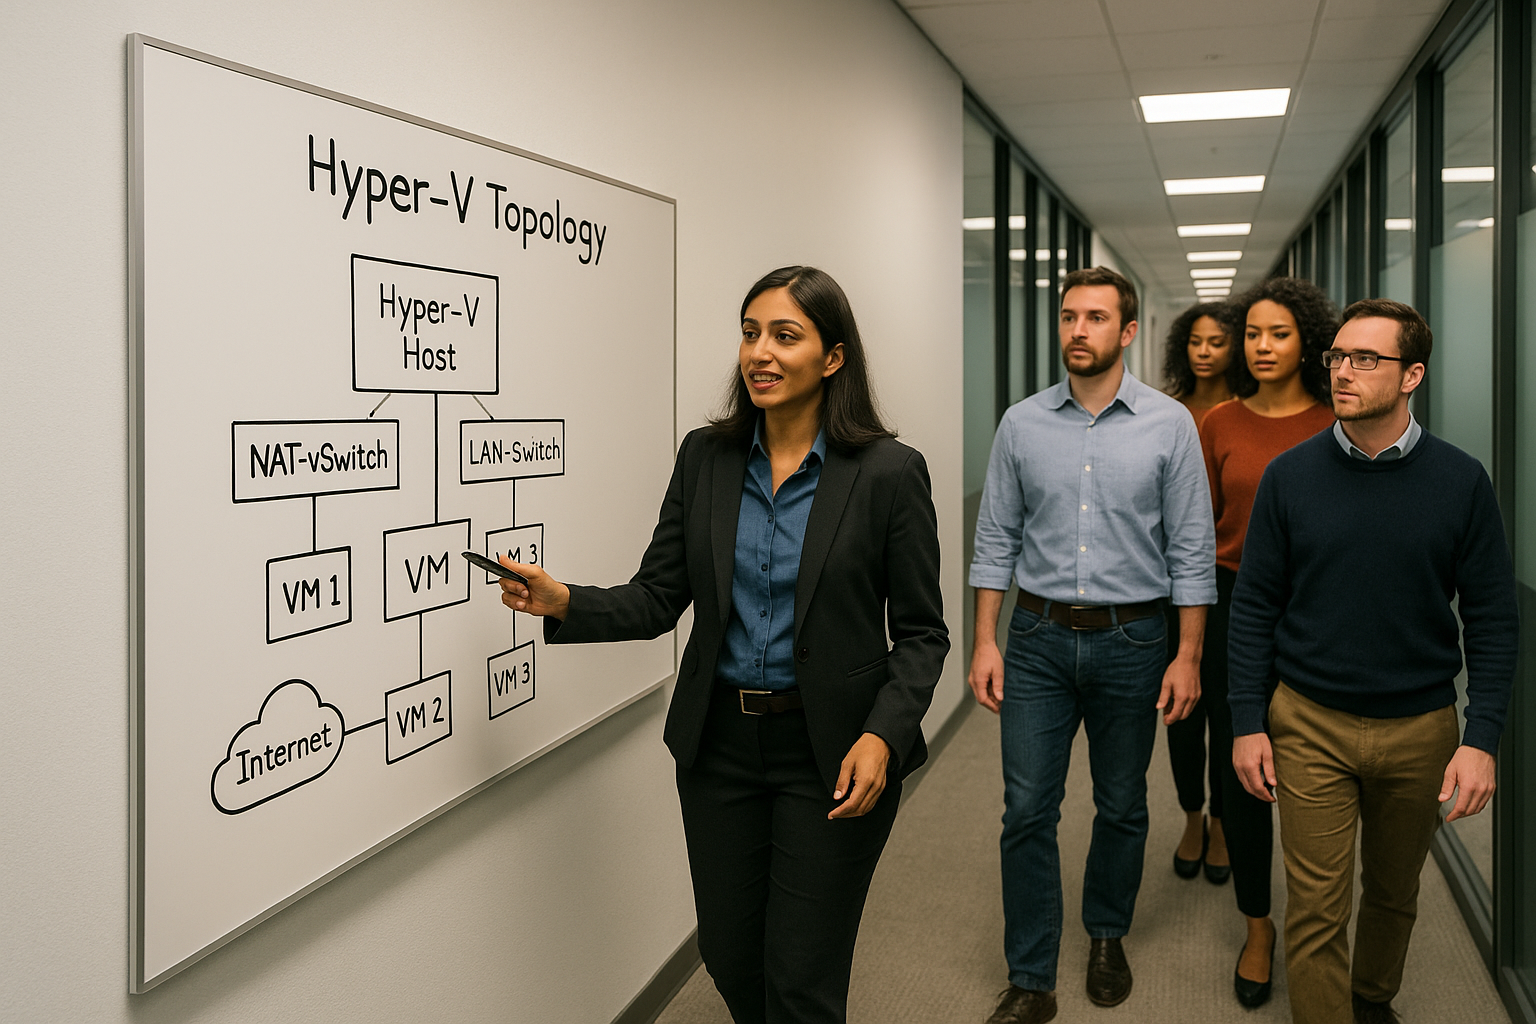 Hyper-V Topology
Hyper-V
Host
NAT-vSwitch
LAN-Switch
VM 1
VM
VM 3
VM 2
VM 3
Internet